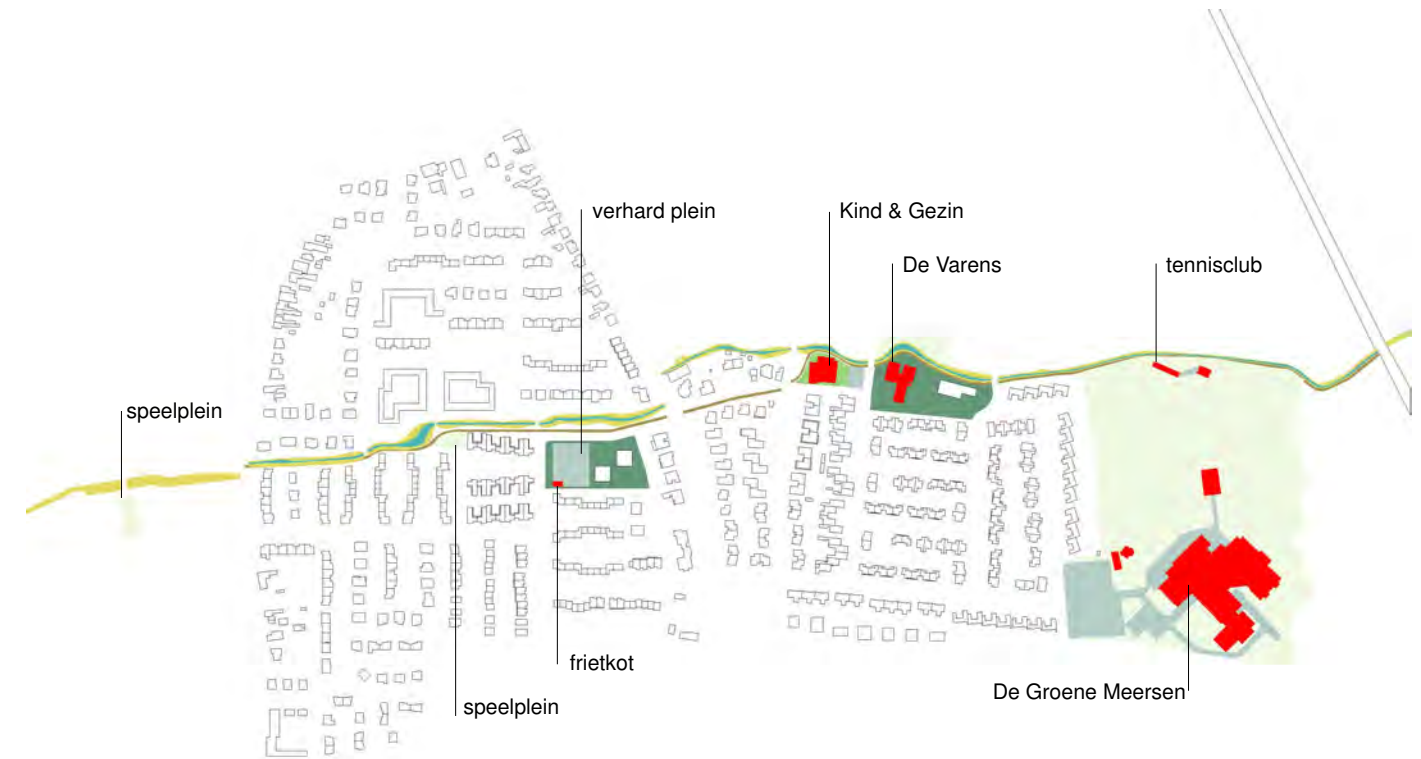 verhard plein
Kind & Gezin
De Varens
tennisclub
speelplein
frietkot
De Groene Meersen
speelplein